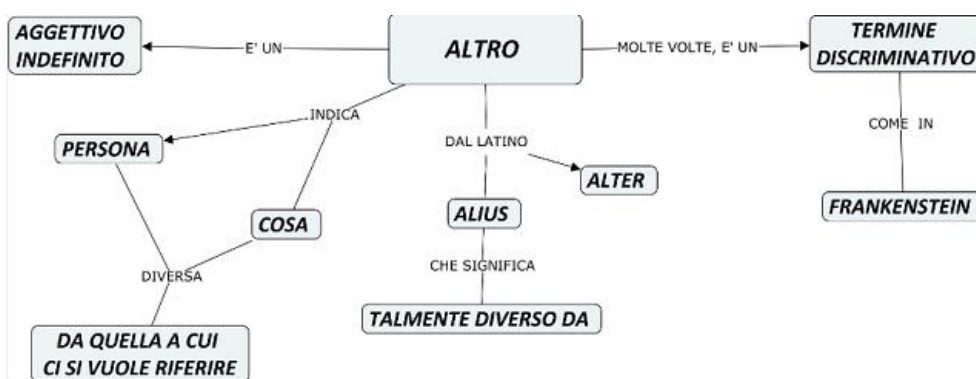 AGGETTIVO
INDEFINITO
E' UN
ALTRO
MOLTE VOLTE, E' UN
TERMINE
DISCRIMINATIVO
INDICA
COME IN
PERSONA
DAL LATINO
ALTER
COSA
ALIUS
FRANKENSTEIN
DIVERSA
CHE SIGNIFICA
DA QUELLA A CUI
CI SI VUOLE RIFERIRE
TALMENTE DIVERSO DA